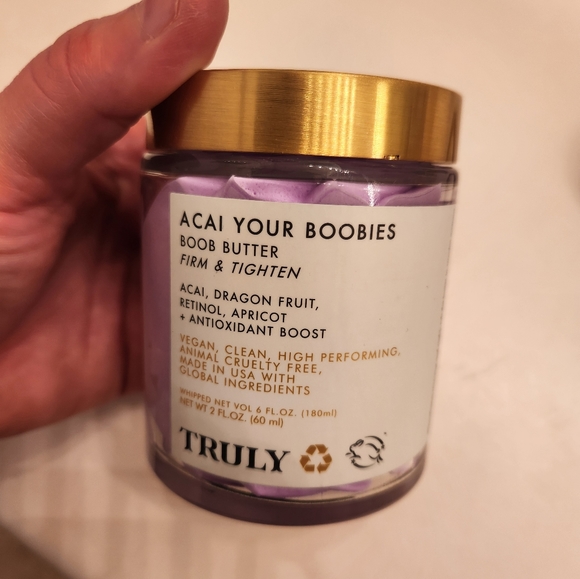 ACAI YOUR BOOBIES
BOOB BUTTER
FIRM & TIGHTEN
ACAI, DRAGON FRUIT,
RETINOL, APRICOT
+ ANTIOXIDANT BOOST
VEGAN, CLEAN, HIGH PERFORMING,
ANIMAL CRUELTY FREE,
MADE IN USA WITH
GLOBAL INGREDIENTS
WHIPPED NET VOL 6 FL.OZ. (180ml)
NET WT 2 FL.OZ. (60 ml)
TRULY